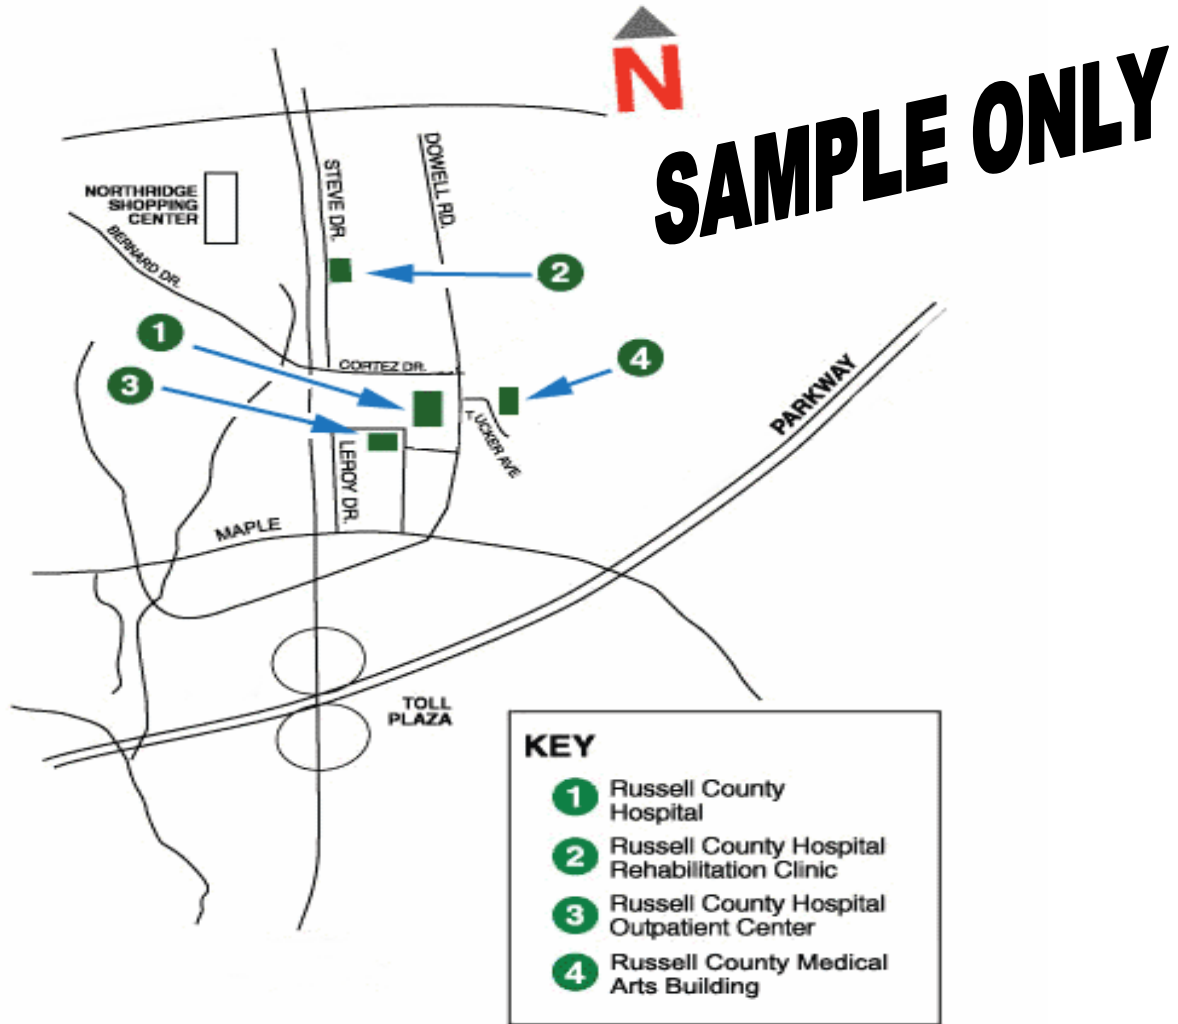 N
SAMPLE ONLY
NORTHRIDGE
SHOPPING
CENTER
STEVE DR.
DOWELL RD.
BERNARD DR.
2
1
CORTEZ DR.
4
3
UCKER AVE
PARKWAY
LEROY DR.
MAPLE
TOLL
PLAZA
KEY
1 Russell County
Hospital
2 Russell County Hospital
Rehabilitation Clinic
3 Russell County Hospital
Outpatient Center
4 Russell County Medical
Arts Building